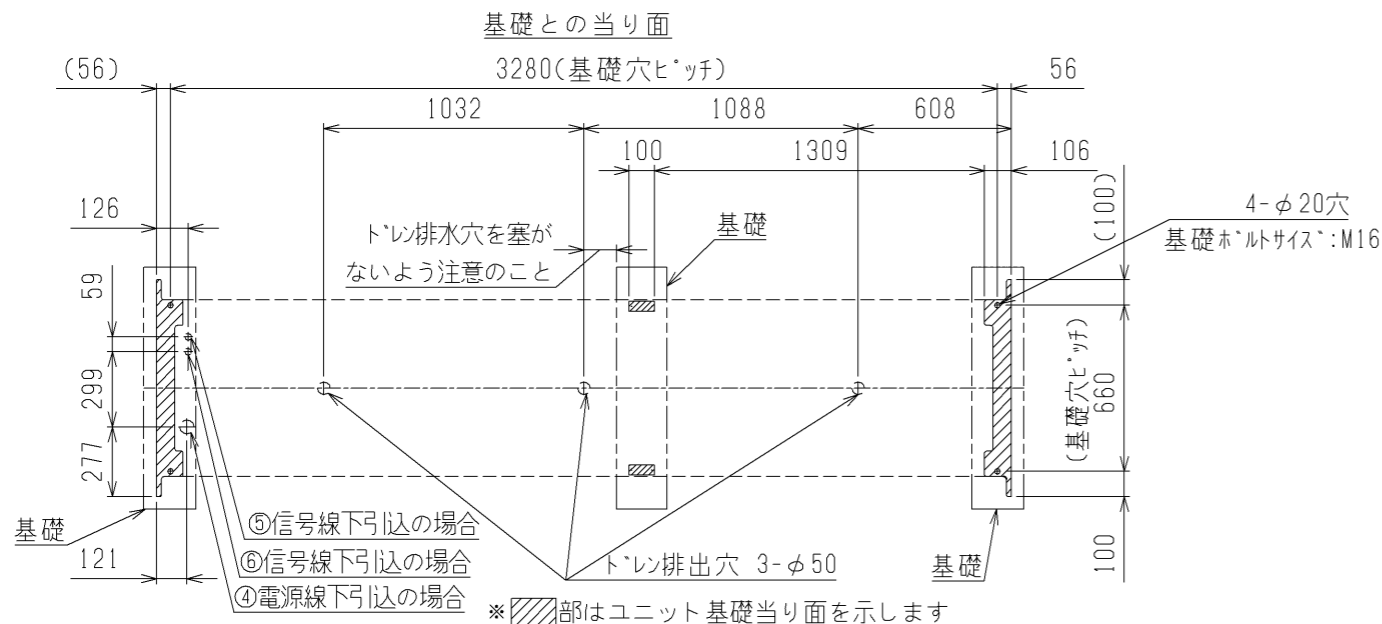 基礎との当り面
(56)
3280(基礎穴ピッチ)
56
1032
1088
608
100
1309
106
(100)
4-φ20穴
基礎ボルトサイズ:M16
126
ドレン排水穴を塞が
ないよう注意のこと
基礎
59
299
277
(基礎穴ピッチ)
660
100
基礎
121
⑤信号線下引込の場合
⑥信号線下引込の場合
④電源線下引込の場合
ドレン排出穴 3-φ50
基礎
※部はユニット基礎当り面を示します